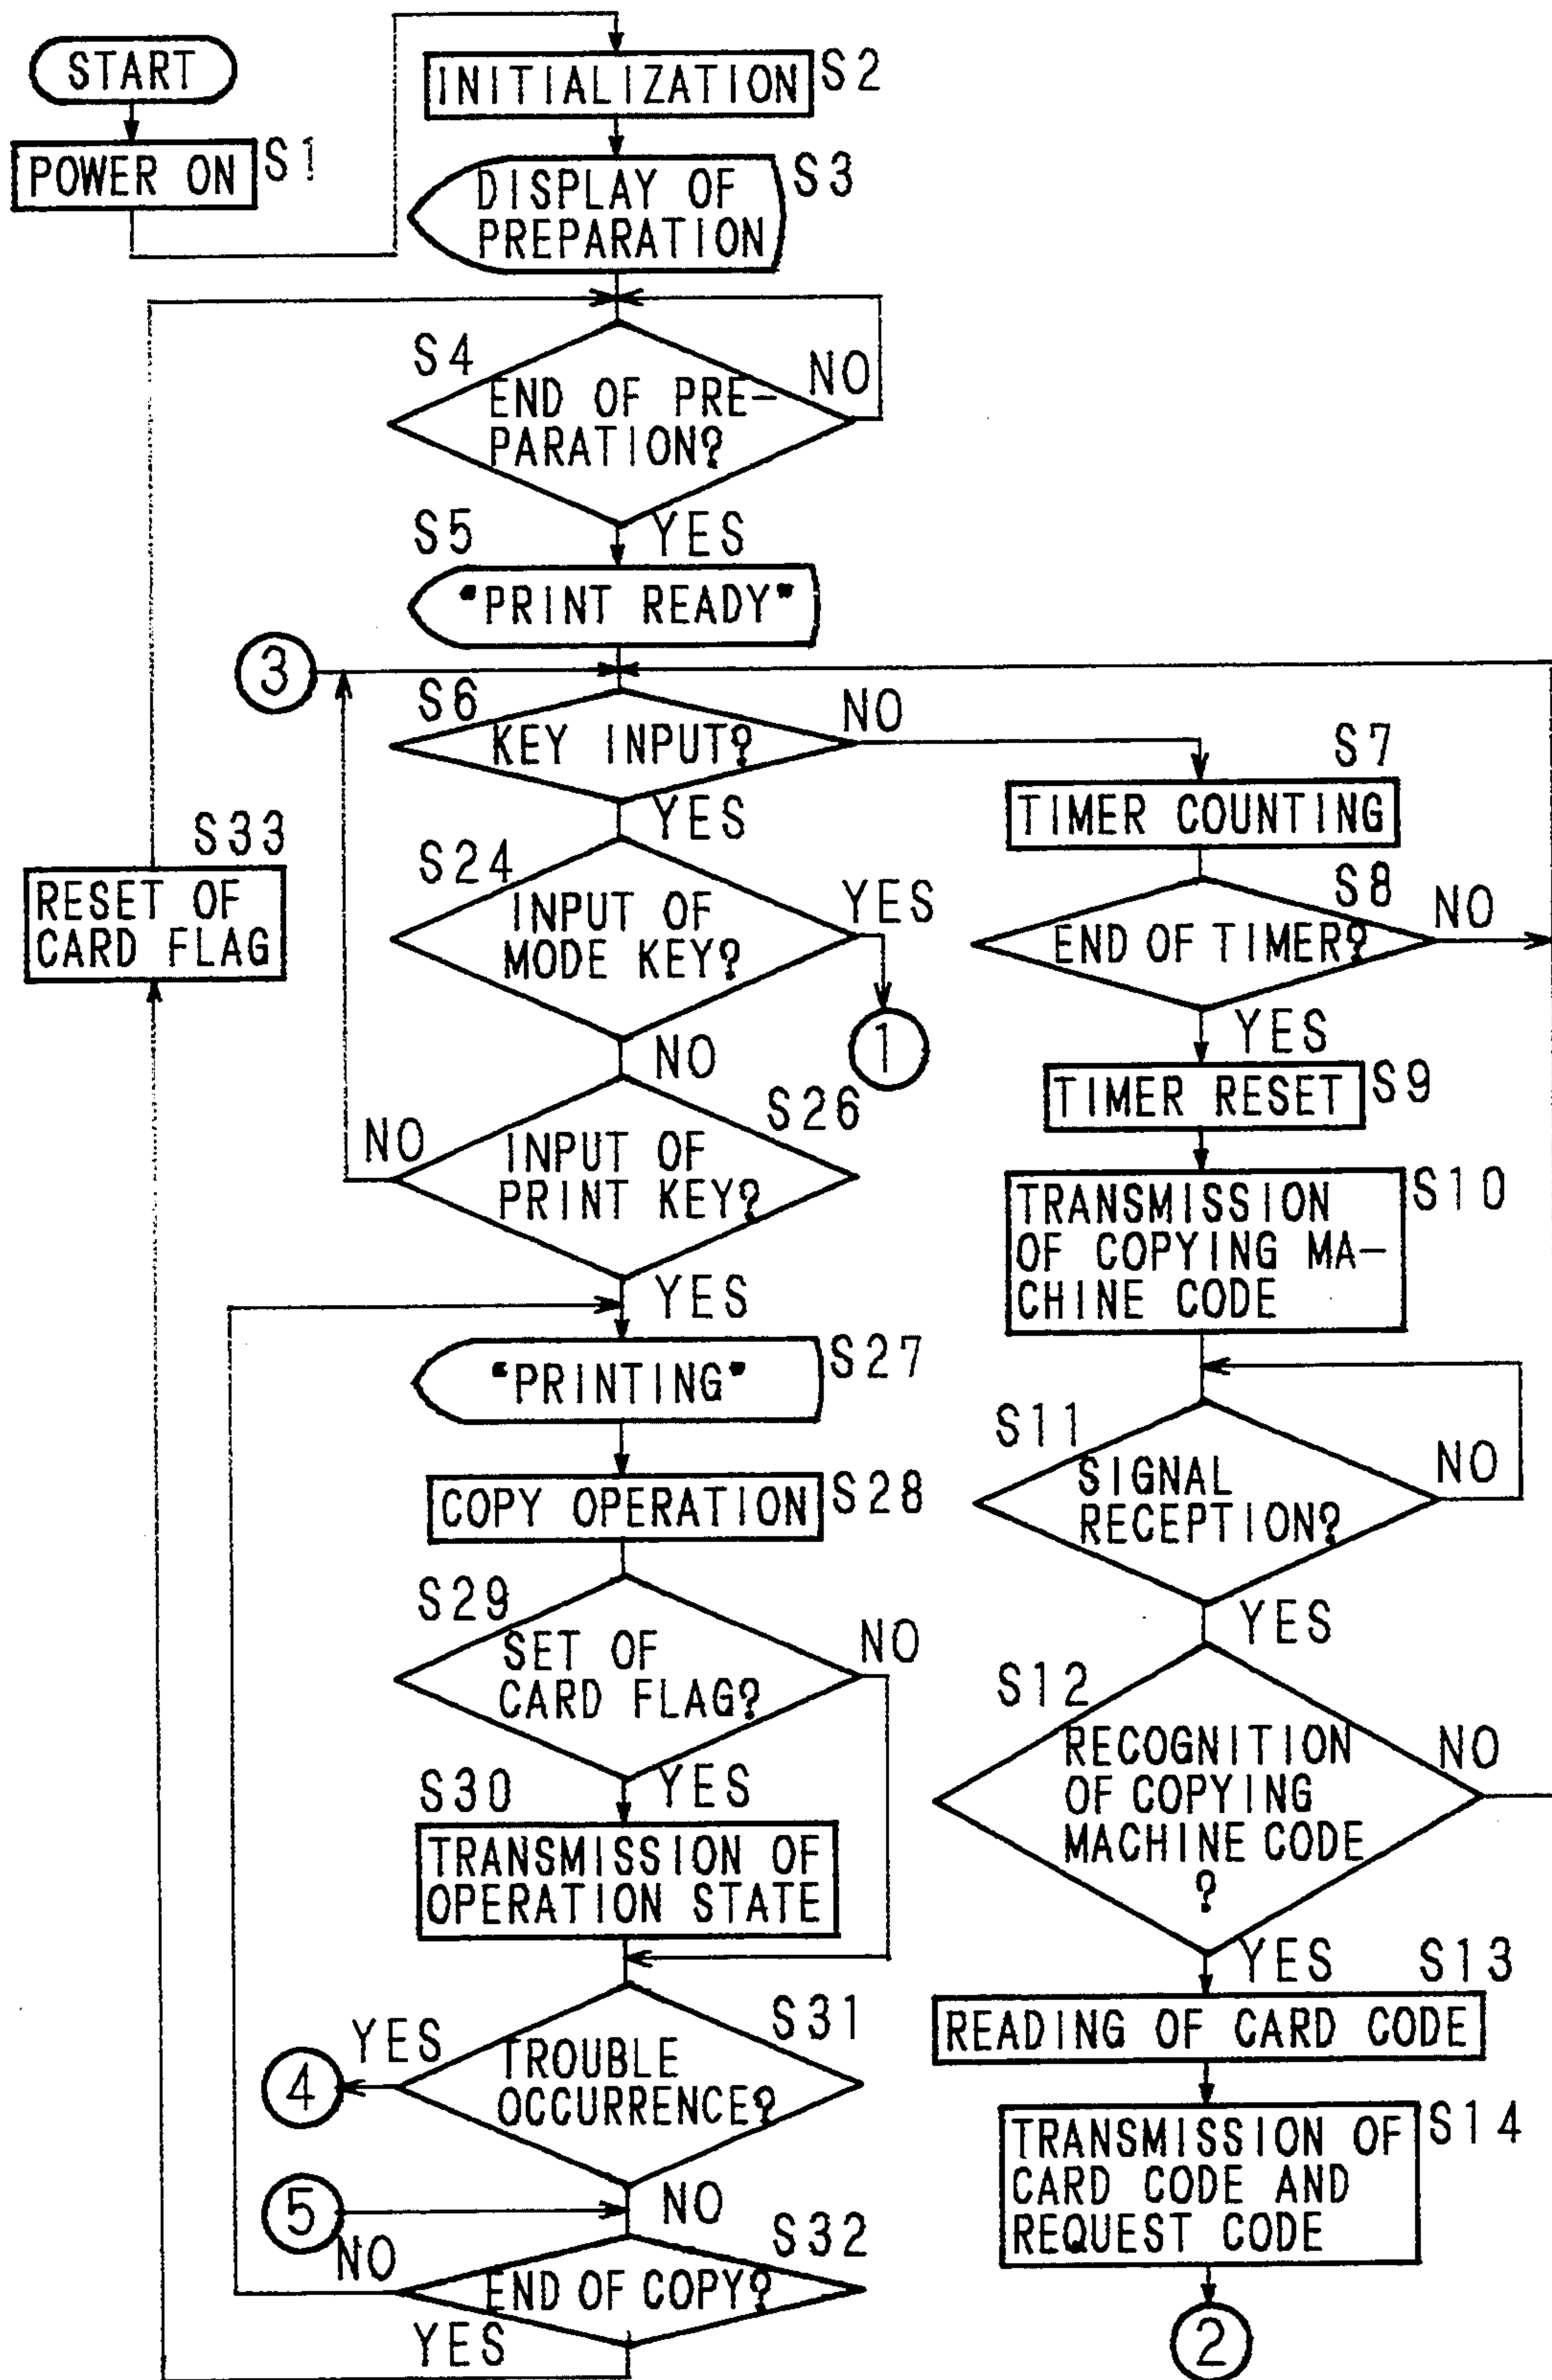 START
POWER ON
S1
INITIALIZATION
S2
DISPLAY OF
PREPARATION
S3
S4
END OF PRE-
PARATION?
NO
YES
S5
"PRINT READY"
3
S6
KEY INPUT?
NO
YES
S7
TIMER COUNTING
S33
RESET OF
CARD FLAG
S24
INPUT OF
MODE KEY?
YES
1
NO
S8
END OF TIMER?
NO
YES
TIMER RESET
S9
S26
INPUT OF
PRINT KEY?
NO
YES
TRANSMISSION
OF COPYING MA-
CHINE CODE
S10
"PRINTING"
S27
COPY OPERATION
S28
S11
SIGNAL
RECEPTION?
NO
YES
S29
SET OF
CARD FLAG?
NO
YES
S12
RECOGNITION
OF COPYING
MACHINE CODE
?
NO
YES
S30
TRANSMISSION OF
OPERATION STATE
S13
READING OF CARD CODE
S31
TROUBLE
OCCURRENCE?
YES
4
NO
5
S14
TRANSMISSION OF
CARD CODE AND
REQUEST CODE
2
S32
END OF COPY?
NO
YES